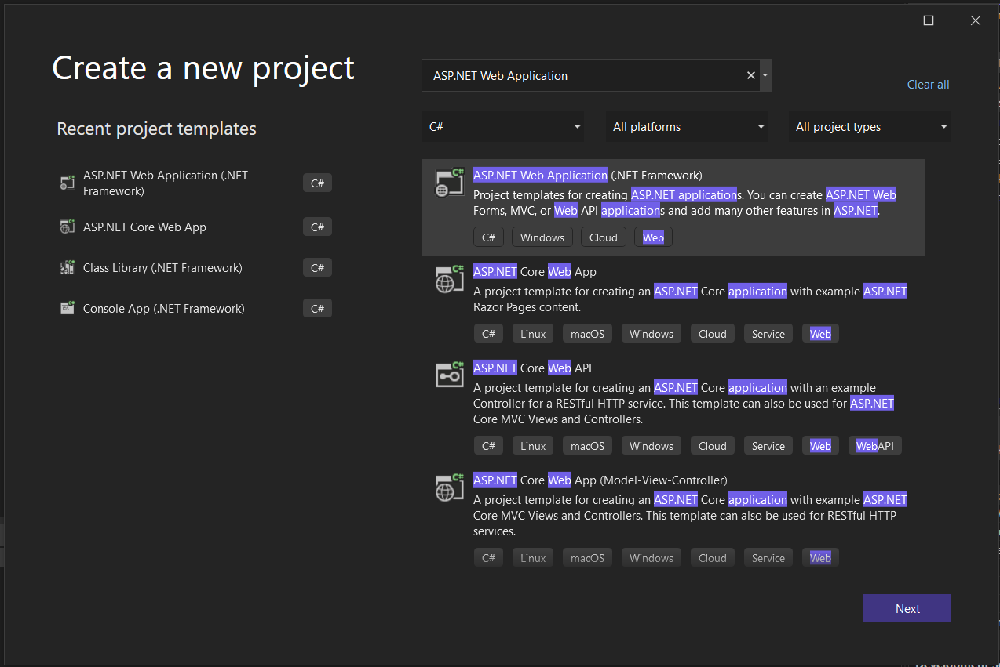 Create a new project
Recent project templates
ASP.NET Web Application (.NET
Framework)
C#
ASP.NET Core Web App
C#
Class Library (.NET Framework)
C#
Console App (.NET Framework)
C#
ASP.NET Web Application
Clear all
C#
All platforms
All project types
C#
ASP.NET Web Application (.NET Framework)
Project templates for creating ASP.NET applications. You can create ASP.NET Web
Forms, MVC, or Web API applications and add many other features in ASP.NET.
C# Windows Cloud Web
C#
ASP.NET Core Web App
A project template for creating an ASP.NET Core application with example ASP.NET
Razor Pages content.
C# Linux macOS Windows Cloud Service Web
C#
ASP.NET Core Web API
A project template for creating an ASP.NET Core application with an example
Controller for a RESTful HTTP service. This template can also be used for ASP.NET
Core MVC Views and Controllers.
C# Linux macOS Windows Cloud Service Web WebAPI
C#
ASP.NET Core Web App (Model-View-Controller)
A project template for creating an ASP.NET Core application with example ASP.NET
Core MVC Views and Controllers. This template can also be used for RESTful HTTP
services.
C# Linux macOS Windows Cloud Service Web
Next